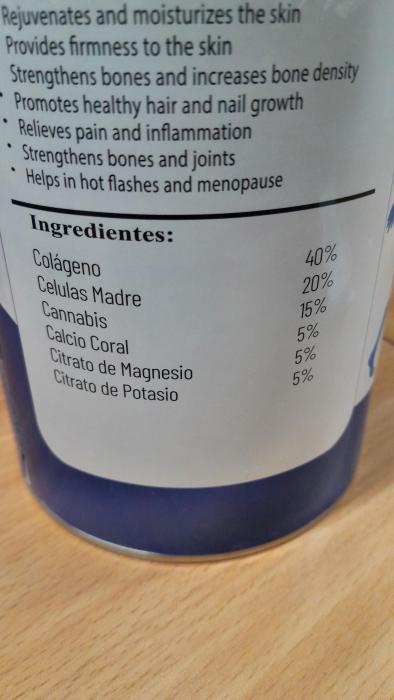 Rejuvenates and moisturizes the skin
Provides firmness to the skin
Strengthens bones and increases bone density
• Promotes healthy hair and nail growth
• Relieves pain and inflammation
• Strengthens bones and joints
• Helps in hot flashes and menopause
Ingredientes:
Colágeno 40%
Celulas Madre 20%
Cannabis 15%
Calcio Coral 5%
Citrato de Magnesio 5%
Citrato de Potasio 5%